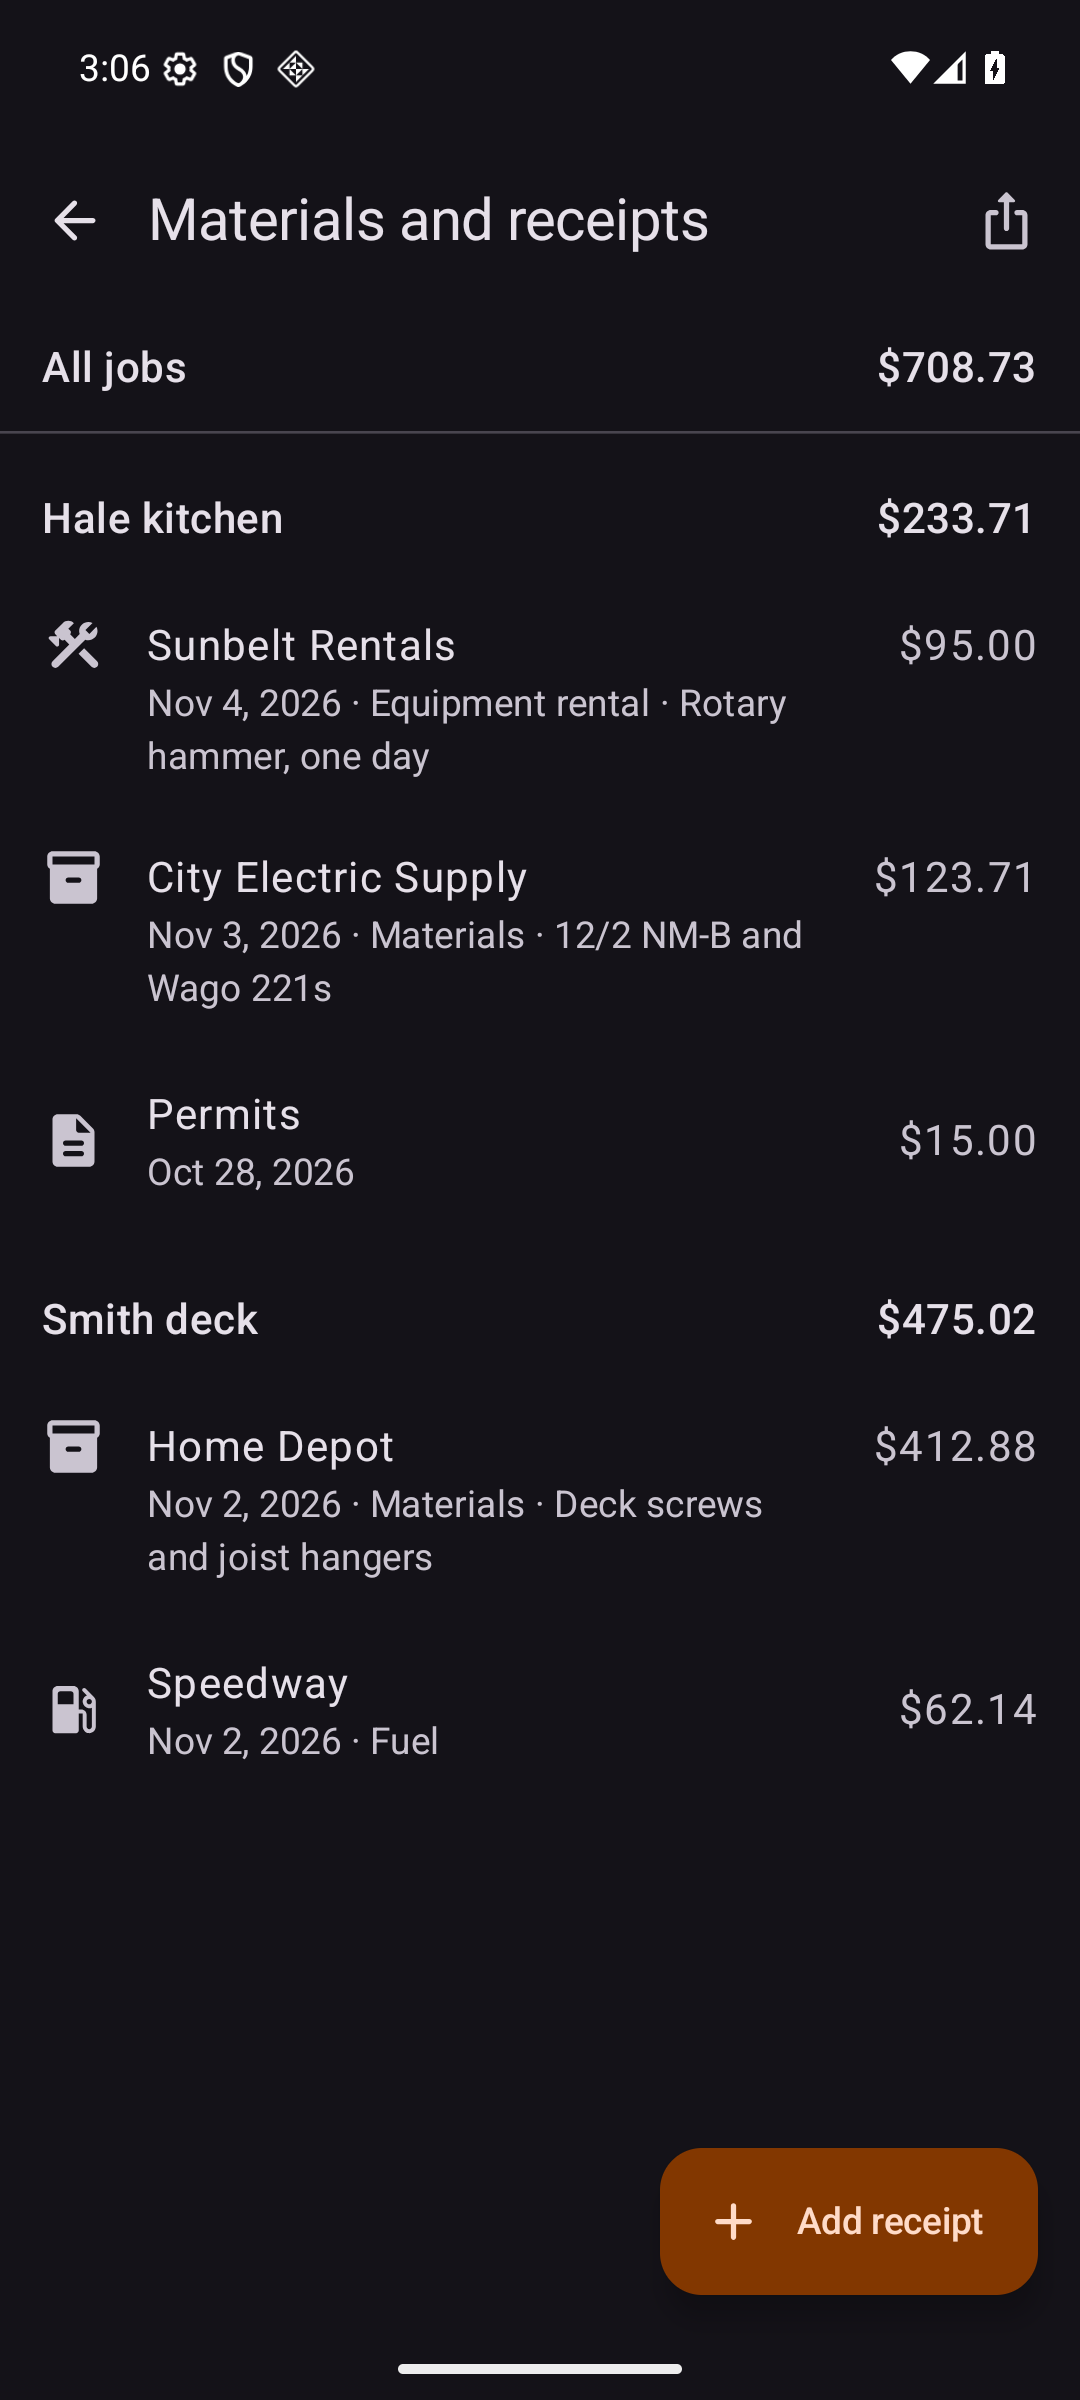 3:06
Materials and receipts
All jobs $708.73
Hale kitchen $233.71
Sunbelt Rentals $95.00
Nov 4, 2026 · Equipment rental · Rotary
hammer, one day
City Electric Supply $123.71
Nov 3, 2026 · Materials · 12/2 NM-B and
Wago 221s
Permits
$15.00
Oct 28, 2026
Smith deck $475.02
Home Depot $412.88
Nov 2, 2026 · Materials · Deck screws
and joist hangers
Speedway
$62.14
Nov 2, 2026 · Fuel
Add receipt